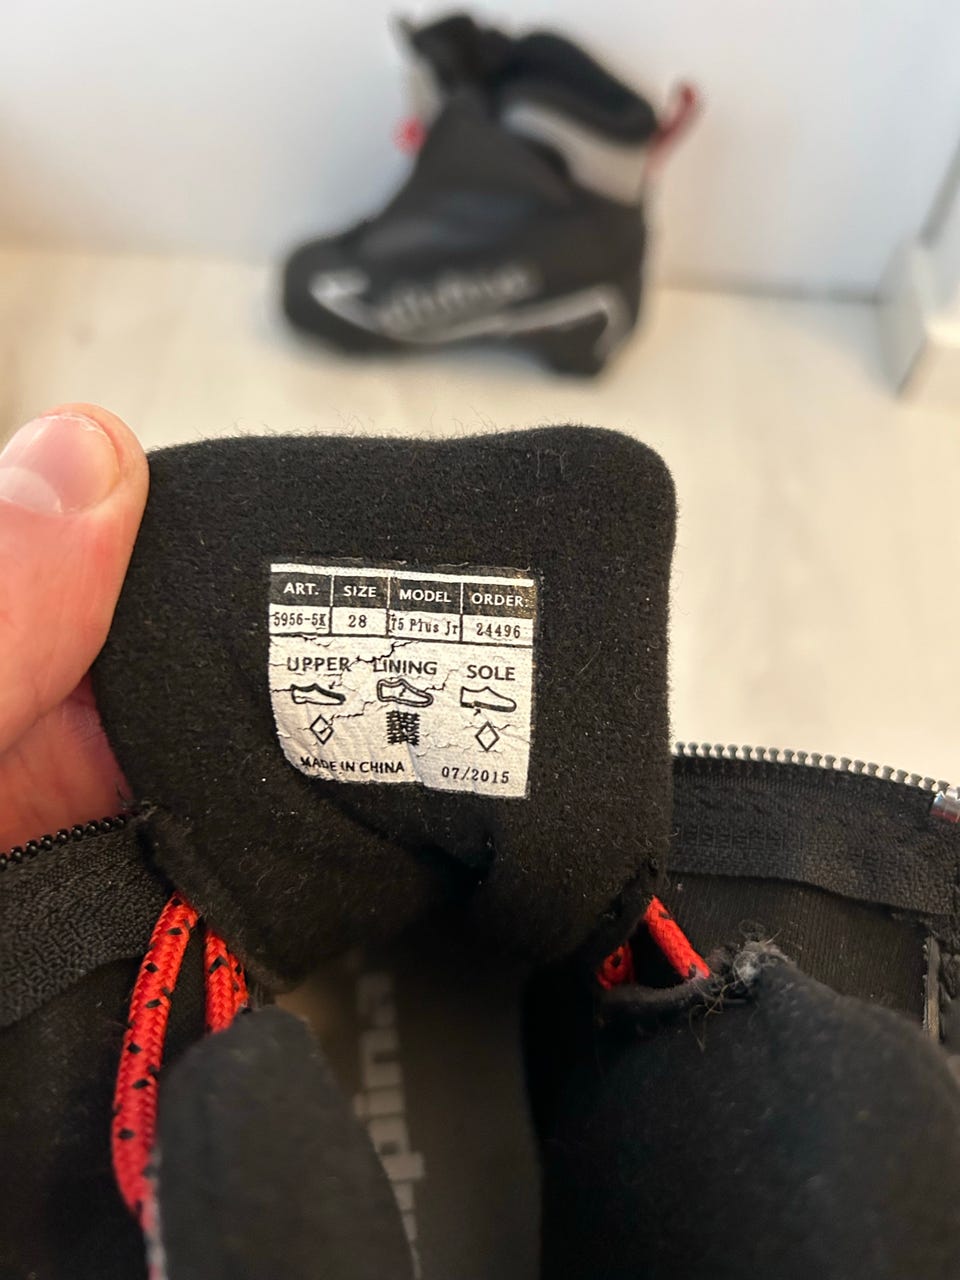 ART. SIZE MODEL ORDER:
5956-5K 28 75 Plus Jr 24496
UPPER LINING SOLE
MADE IN CHINA 07/2015